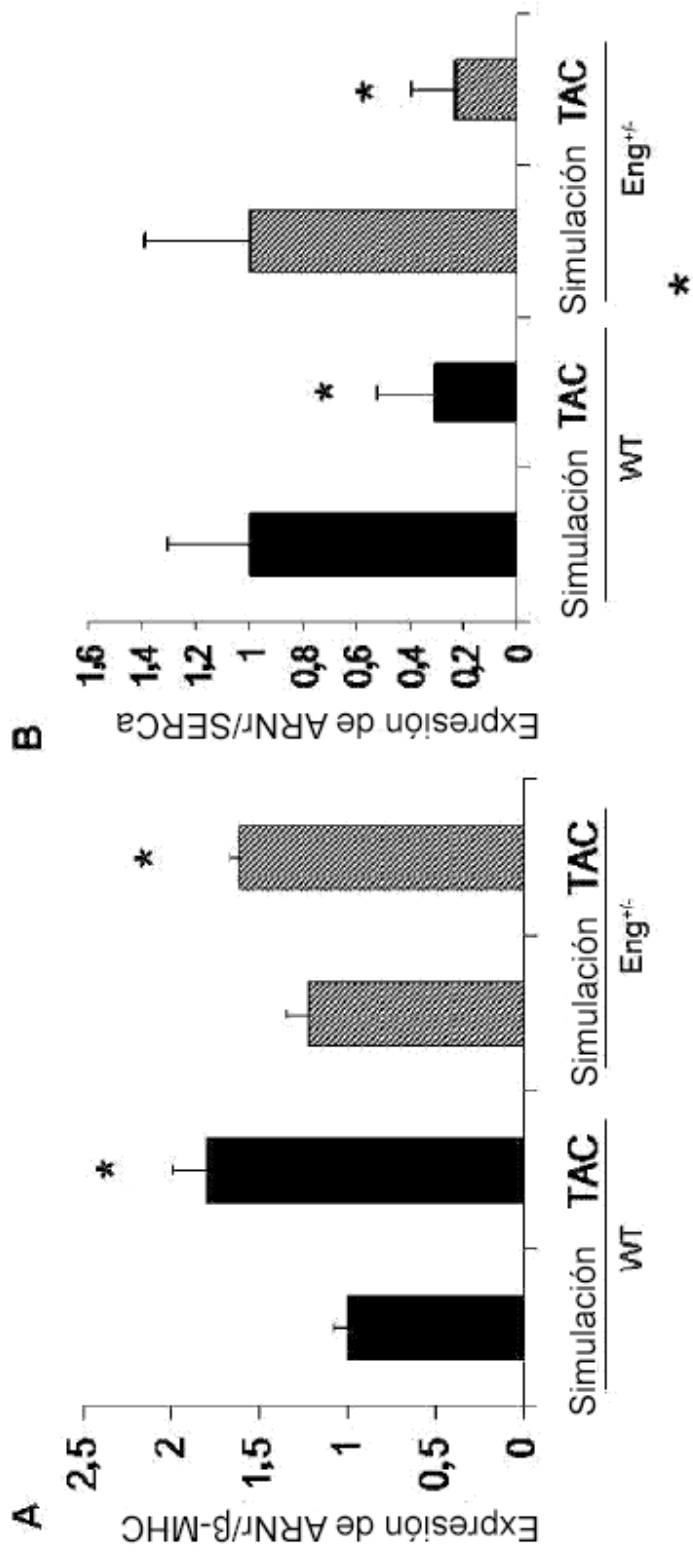 A
Expresión de ARNr/β-MHC
2,5
2
1,5
1
0,5
0
*
*
Simulación TAC Simulación TAC
WT Eng+/-
B
Expresión de ARNr/SERCa
1,6
1,4
1,2
1
0,8
0,6
0,4
0,2
0
*
*
Simulación TAC Simulación TAC
WT Eng+/-
*